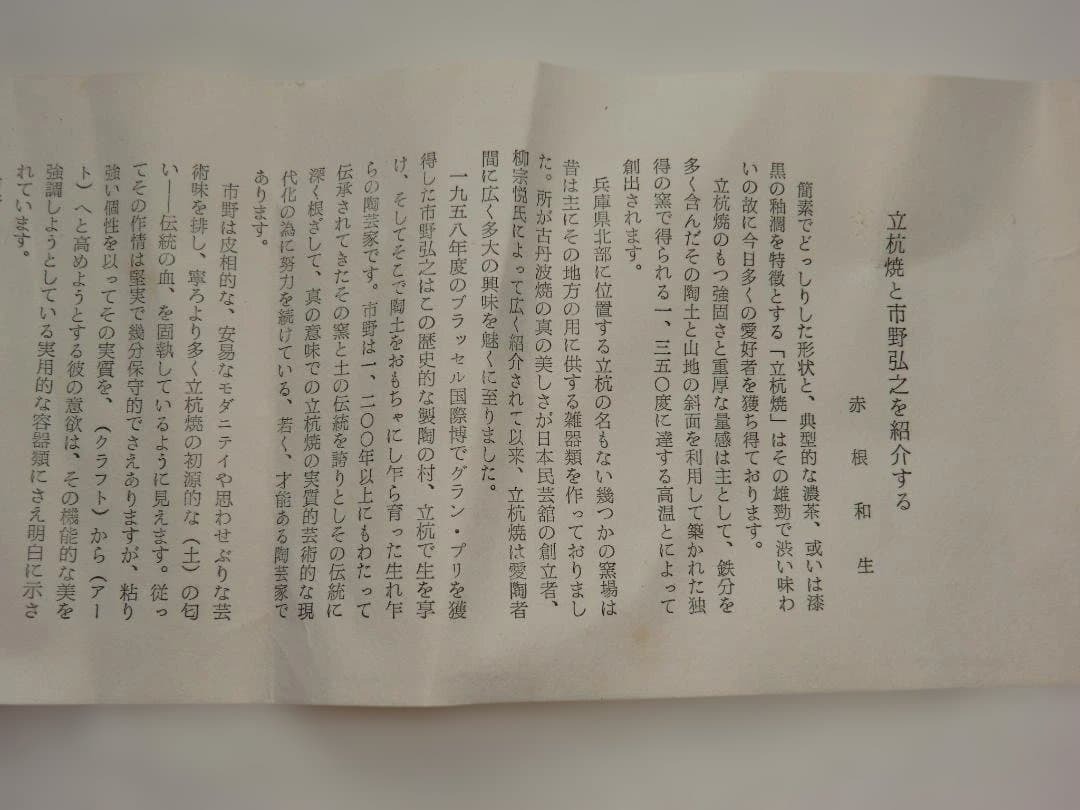 立杭焼と市野弘之を紹介する
赤根和生
簡素でどっしりした形状と、典型的な濃茶、或いは漆
黒の釉潤を特徴とする「立杭焼」はその雄勁で渋い味わ
いの故に今日多くの愛好者を獲ち得ております。
立杭焼のもつ強固さと重厚な量感は主として、鉄分を
多く含んだその陶土と山地の斜面を利用して築かれた独
得の窯で得られる一、三五〇度に達する高温とによって
創出されます。
兵庫県北部に位置する立杭の名もない幾つかの窯場は
昔は主にその地方の用に供する雑器類を作っておりまし
た。所が古丹波焼の真の美しさが日本民芸舘の創立者、
柳宗悦氏によって広く紹介されて以来、立杭焼は愛陶者
間に広く多大の興味を魅くに至りました。
一九五八年度のブラッセル国際博でグラン・プリを獲
得した市野弘之はこの歴史的な製陶の村、立杭で生を享
け、そしてそこで陶土をおもちゃにし乍ら育った生れ乍
らの陶芸家です。市野は一、二〇〇年以上にもわたって
伝承されてきたその窯と土の伝統を誇りとしその伝統に
深く根ざして、真の意味での立杭焼の実質的芸術的な現
代化の為に努力を続けている、若く、才能ある陶芸家で
あります。
市野は皮相的な、安易なモダニテイや思わせぶりな芸
術味を排し、寧ろより多く立杭焼の初源的な（土）の匂
い――伝統の血、を固執しているように見えます。従っ
てその作情は堅実で幾分保守的でさえありますが、粘り
強い個性を以ってその実質を、（クラフト）から（アー
ト）へと高めようとする彼の意欲は、その機能的な美を
強調しようとしている実用的な容器類にさえ明白に示さ
れています。